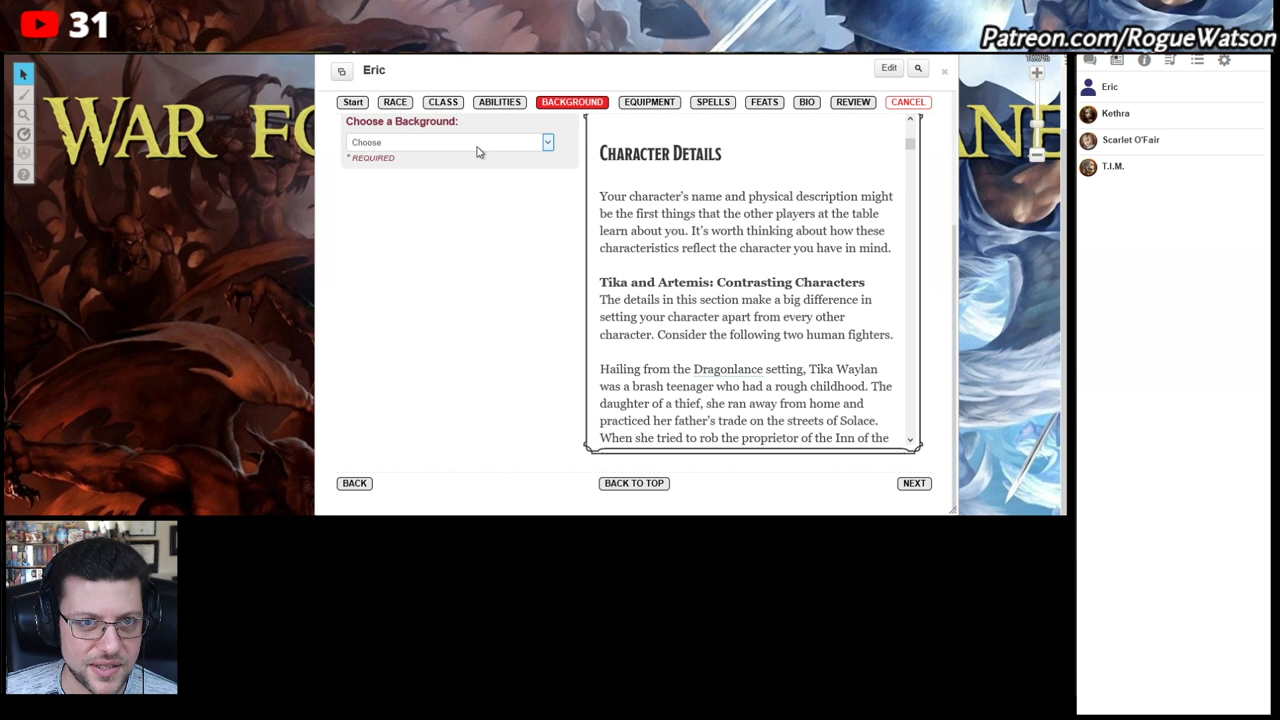 31
Patreon.com/RogueWatson
WAR FO
ANE
Eric
Edit
100%
Start
RACE
CLASS
ABILITIES
BACKGROUND
EQUIPMENT
SPELLS
FEATS
BIO
REVIEW
CANCEL
Choose a Background:
Choose
* REQUIRED
CHARACTER DETAILS
Your character's name and physical description might
be the first things that the other players at the table
learn about you. It's worth thinking about how these
characteristics reflect the character you have in mind.
Tika and Artemis: Contrasting Characters
The details in this section make a big difference in
setting your character apart from every other
character. Consider the following two human fighters.
Hailing from the Dragonlance setting, Tika Waylan
was a brash teenager who had a rough childhood. The
daughter of a thief, she ran away from home and
practiced her father's trade on the streets of Solace.
When she tried to rob the proprietor of the Inn of the
BACK
BACK TO TOP
NEXT
Eric
Kethra
Scarlet O'Fair
T.I.M.